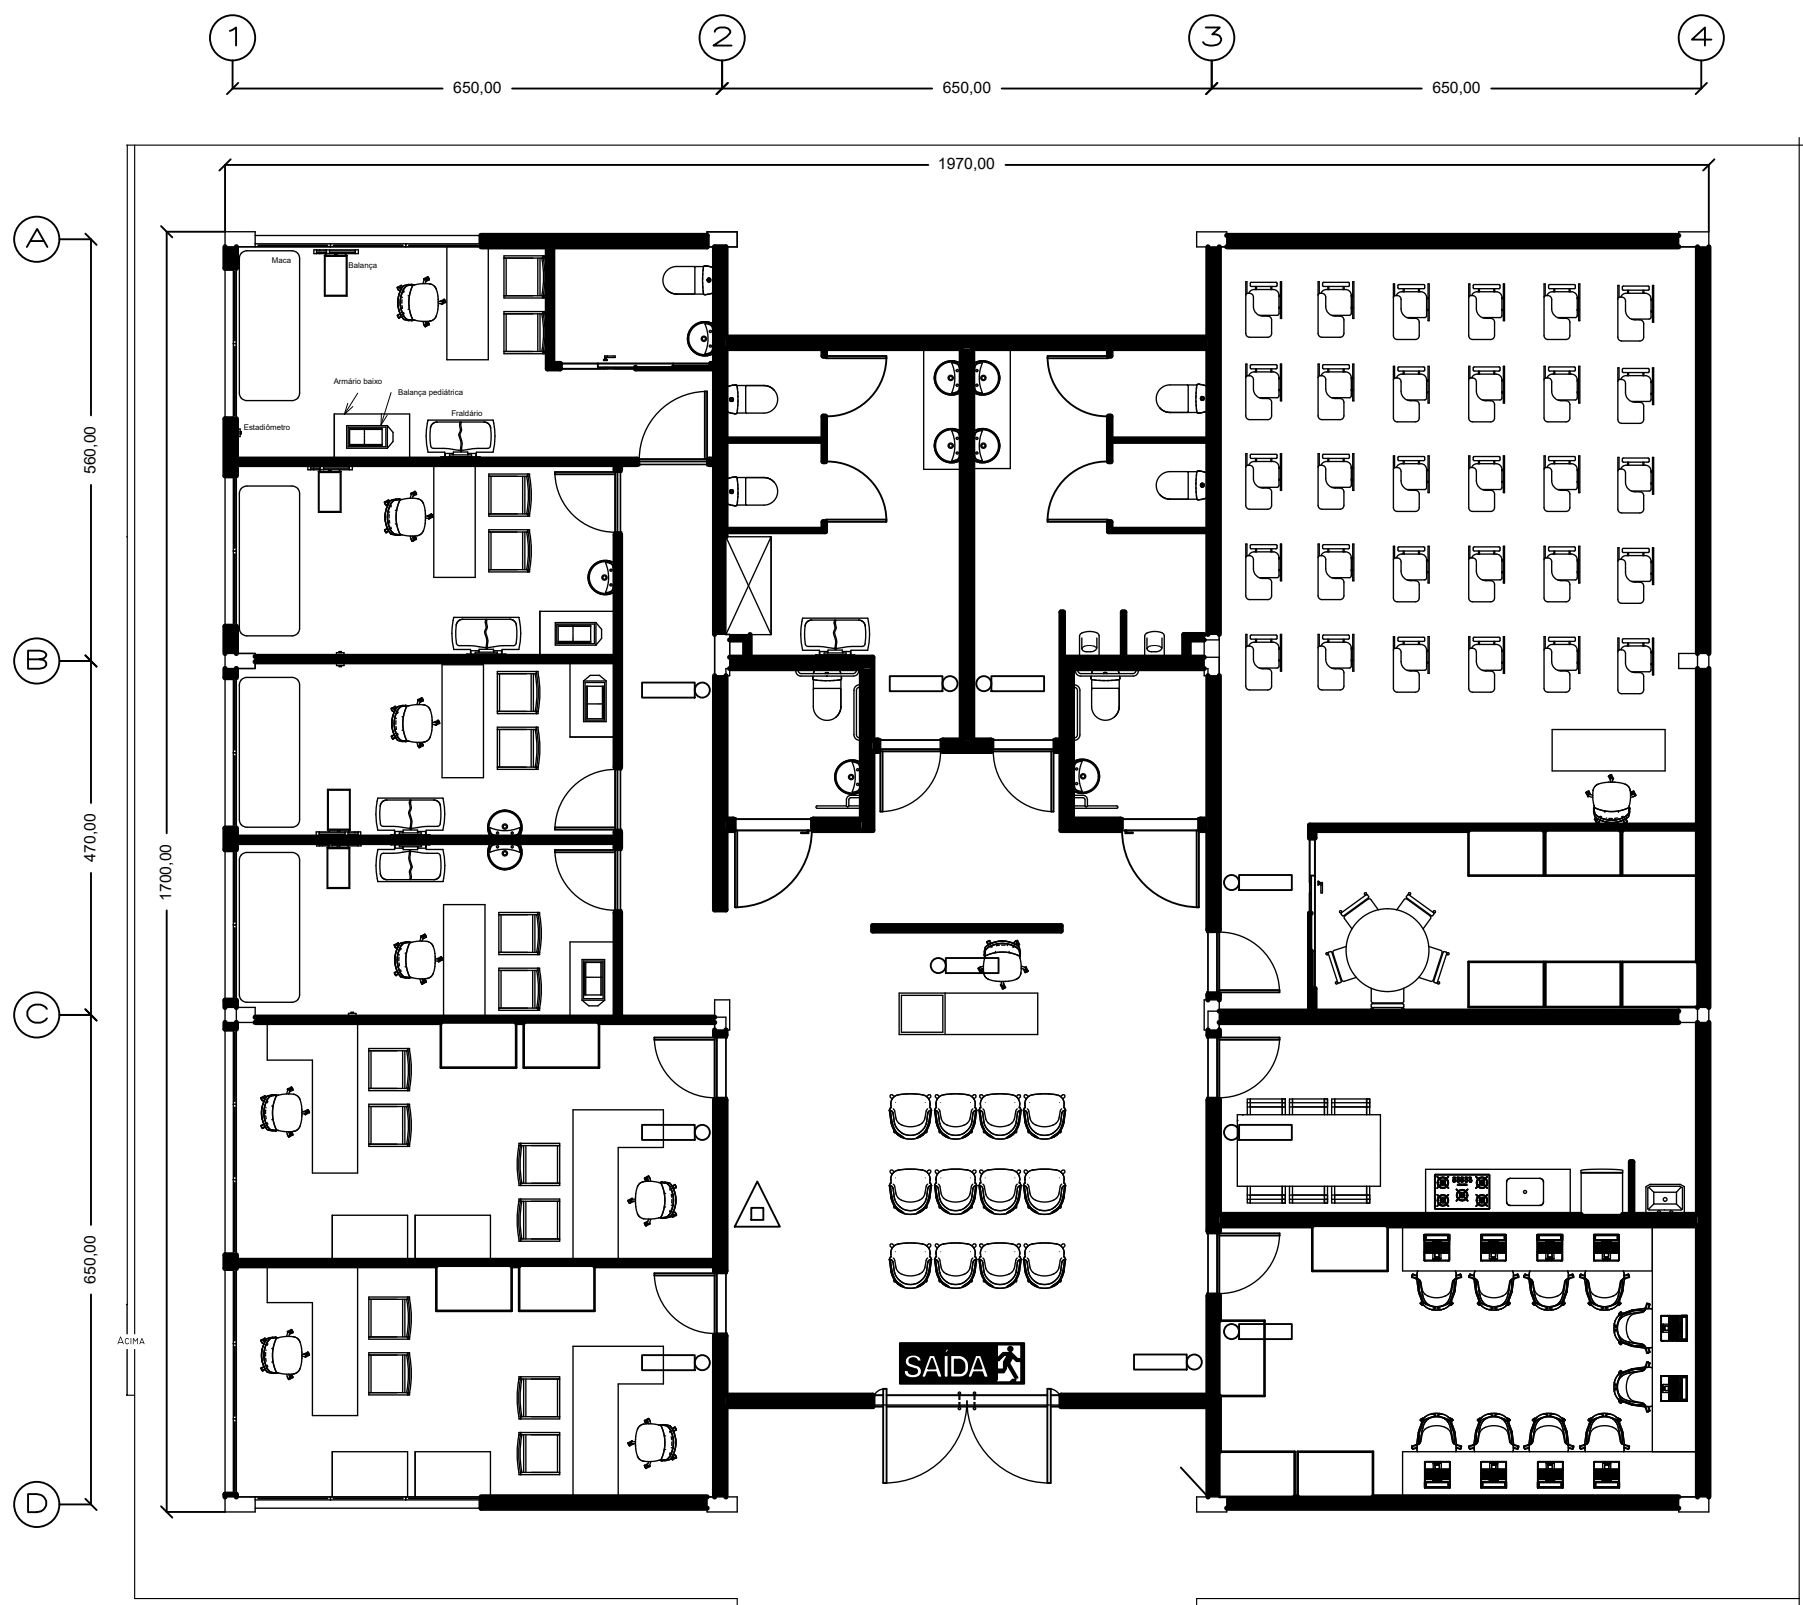 1
2
3
4
650,00
650,00
650,00
1970,00
A
B
C
D
560,00
470,00
650,00
1700,00
Maca
Balança
Armário baixo
Balança pediátrica
Fraldário
Estadiômetro
ACIMA
SAÍDA